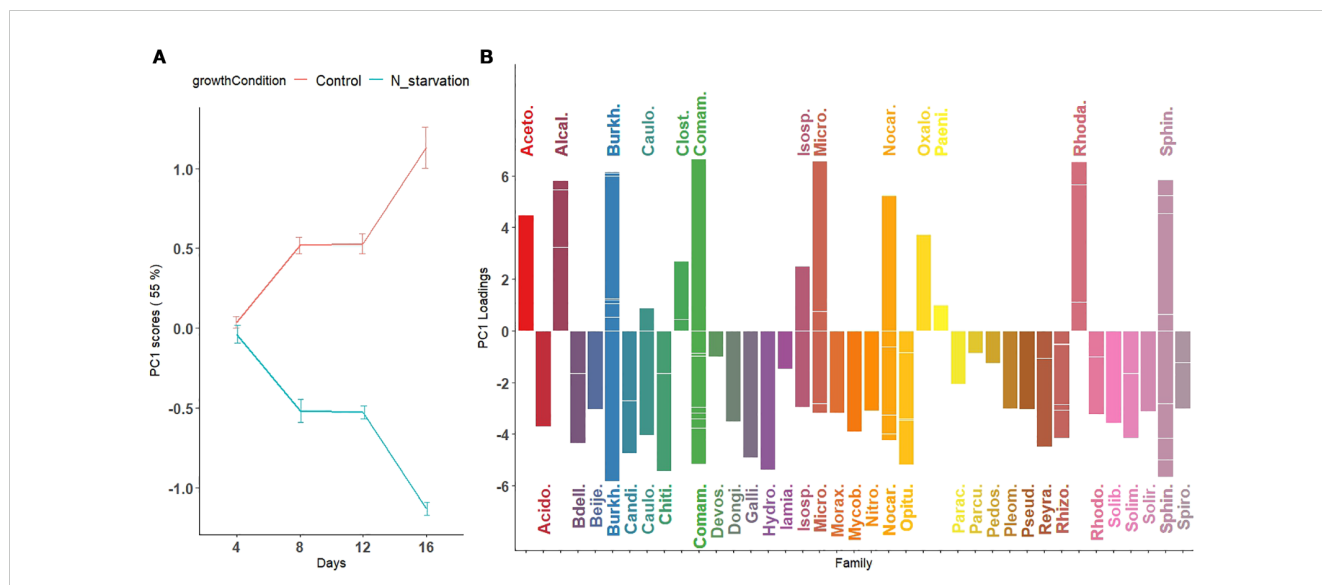 A
growthCondition Control N_starvation
PC1 scores ( 55 %)
1.0
0.5
0.0
-0.5
-1.0
4 8 12 16
Days
B
Aceto. Alcal. Burkh. Caulo. Clost. Comam. Isosp. Micro. Nocar. Oxalo. Paeni. Rhoda. Sphin.
PC1 Loadings
6
4
2
0
-2
-4
-6
Acido. Bdell. Beije. Burkh. Candi. Caulo. Chiti. Comam. Devos. Dongi. Galli. Hydro. Iamia. Isosp. Micro. Morax. Mycob. Nitro. Nocar. Opitu. Parac. Parcu. Pedos. Pleom. Pseud. Reyra. Rhizo. Rhodo. Solib. Solim. Solir. Sphin. Spiro.
Family